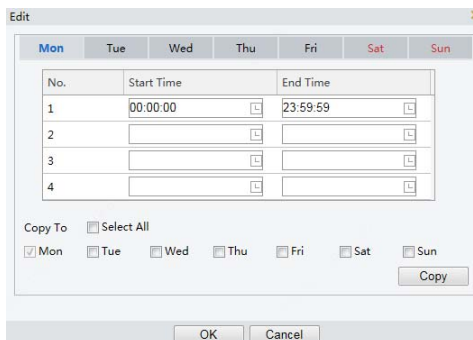 Edit
Mon Tue Wed Thu Fri Sat Sun
No. Start Time End Time
1 00:00:00 23:59:59
2
3
4
Copy To Select All
Mon Tue Wed Thu Fri Sat Sun
Copy
OK Cancel